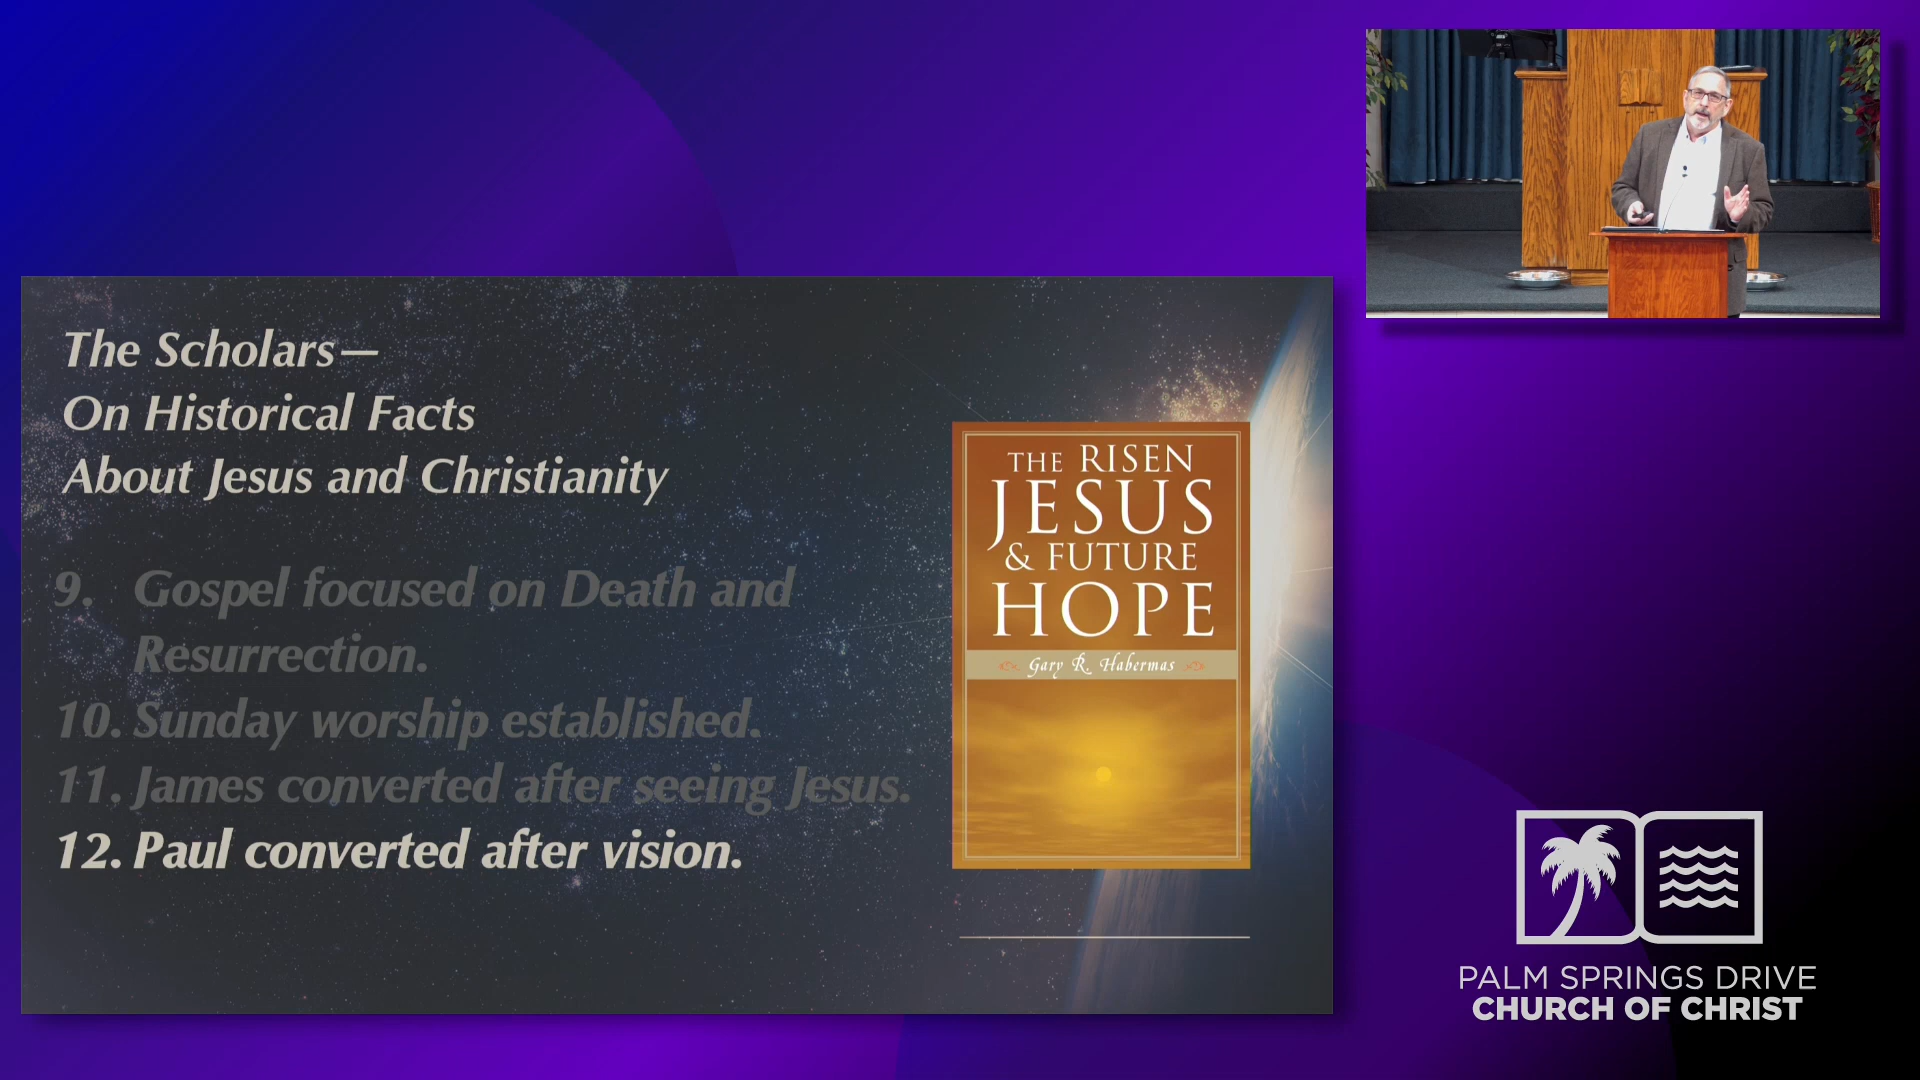 The Scholars—
On Historical Facts
About Jesus and Christianity
9. Gospel focused on Death and
Resurrection.
10. Sunday worship established.
11. James converted after seeing Jesus.
12. Paul converted after vision.
THE RISEN
JESUS
& FUTURE
HOPE
Gary R. Habermas
PALM SPRINGS DRIVE
CHURCH OF CHRIST